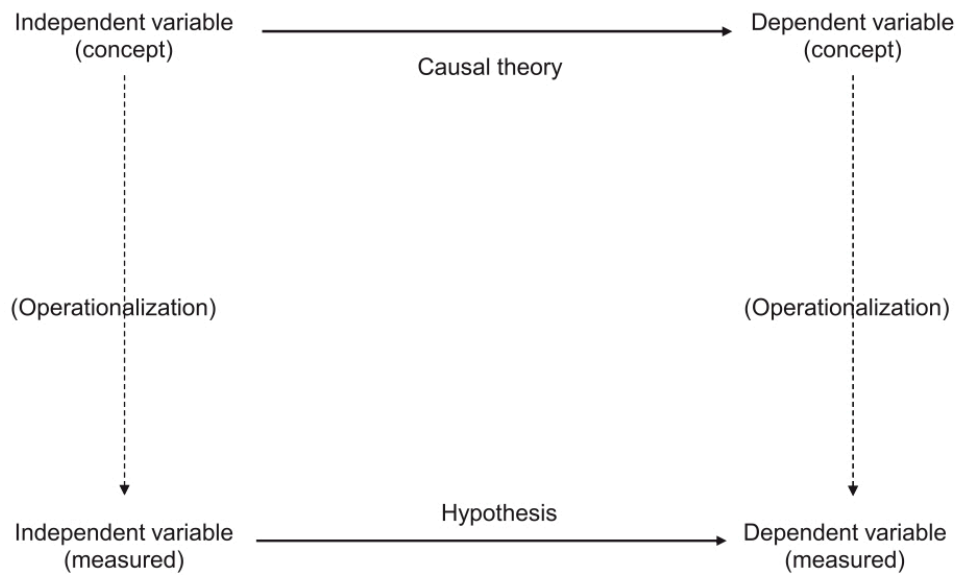 Independent variable
(concept)
Causal theory
Dependent variable
(concept)
(Operationalization)
(Operationalization)
Independent variable
(measured)
Hypothesis
Dependent variable
(measured)